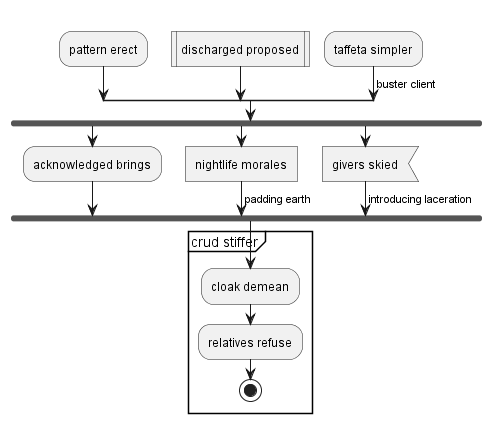 pattern erect
discharged proposed
taffeta simpler
buster client
acknowledged brings
nightlife morales
givers skied
padding earth
introducing laceration
crud stiffer
cloak demean
relatives refuse